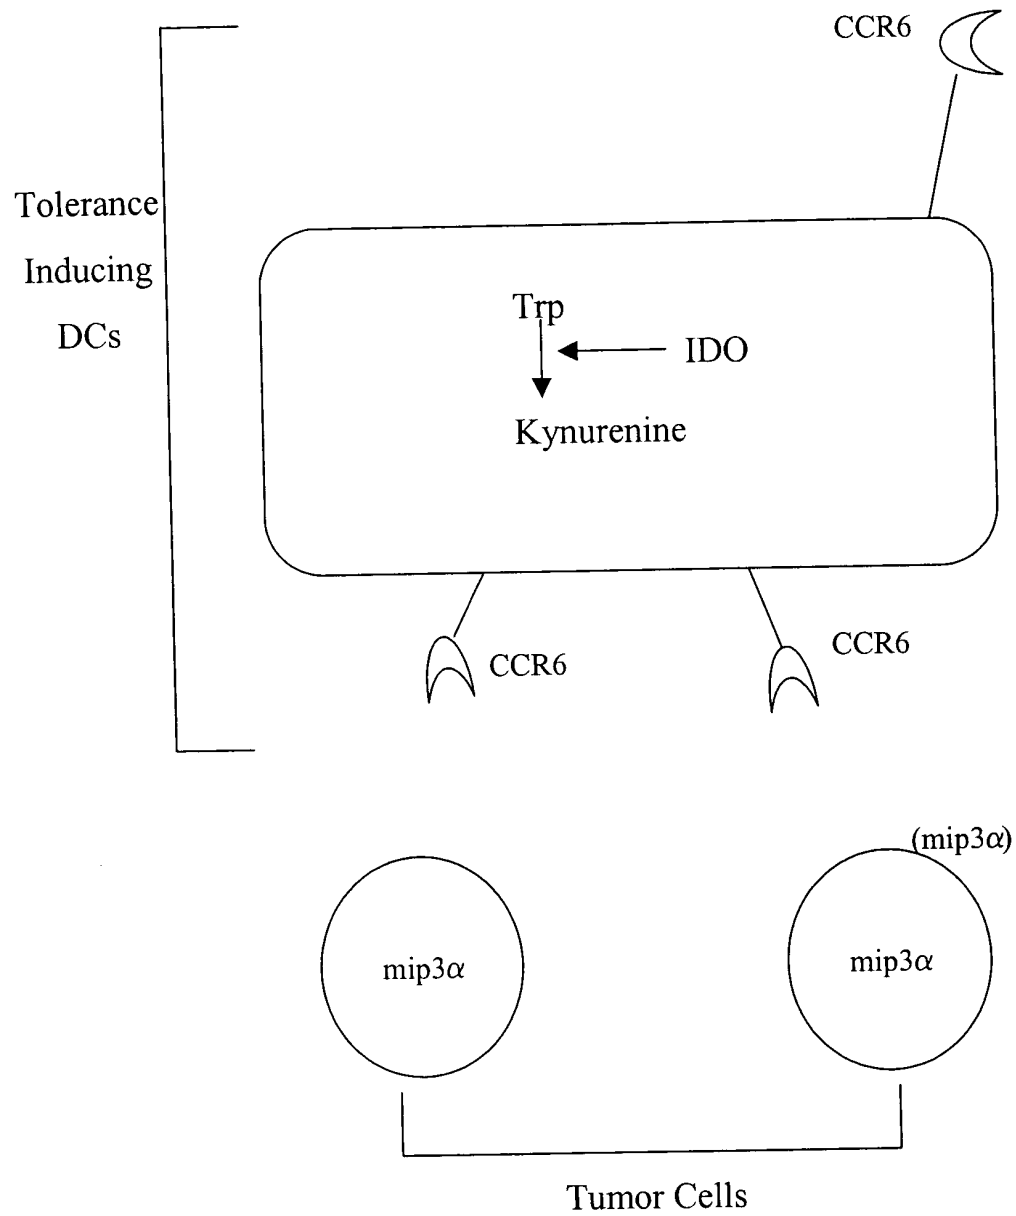 CCR6
Tolerance
Inducing
DCs
Trp
IDO
Kynurenine
CCR6
CCR6
(mip3α)
mip3α
mip3α
Tumor Cells